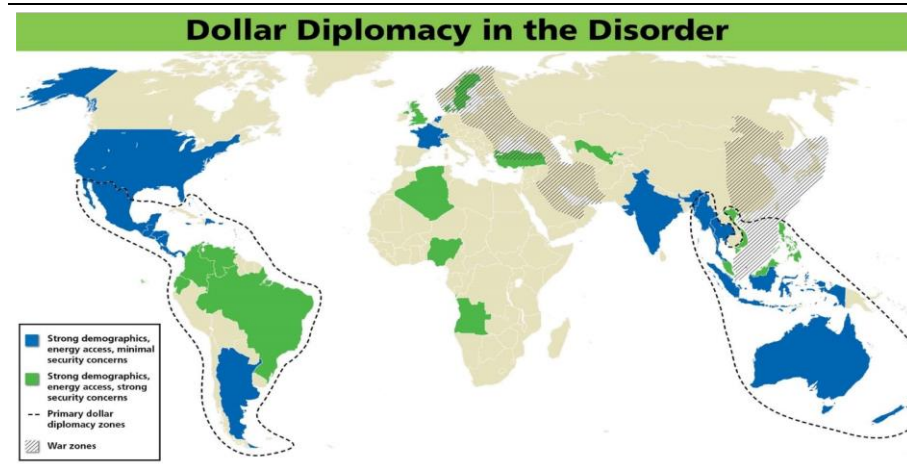 Dollar Diplomacy in the Disorder
Strong demographics,
energy access, minimal
security concerns
Strong demographics,
energy access, strong
security concerns
Primary dollar
diplomacy zones
War zones